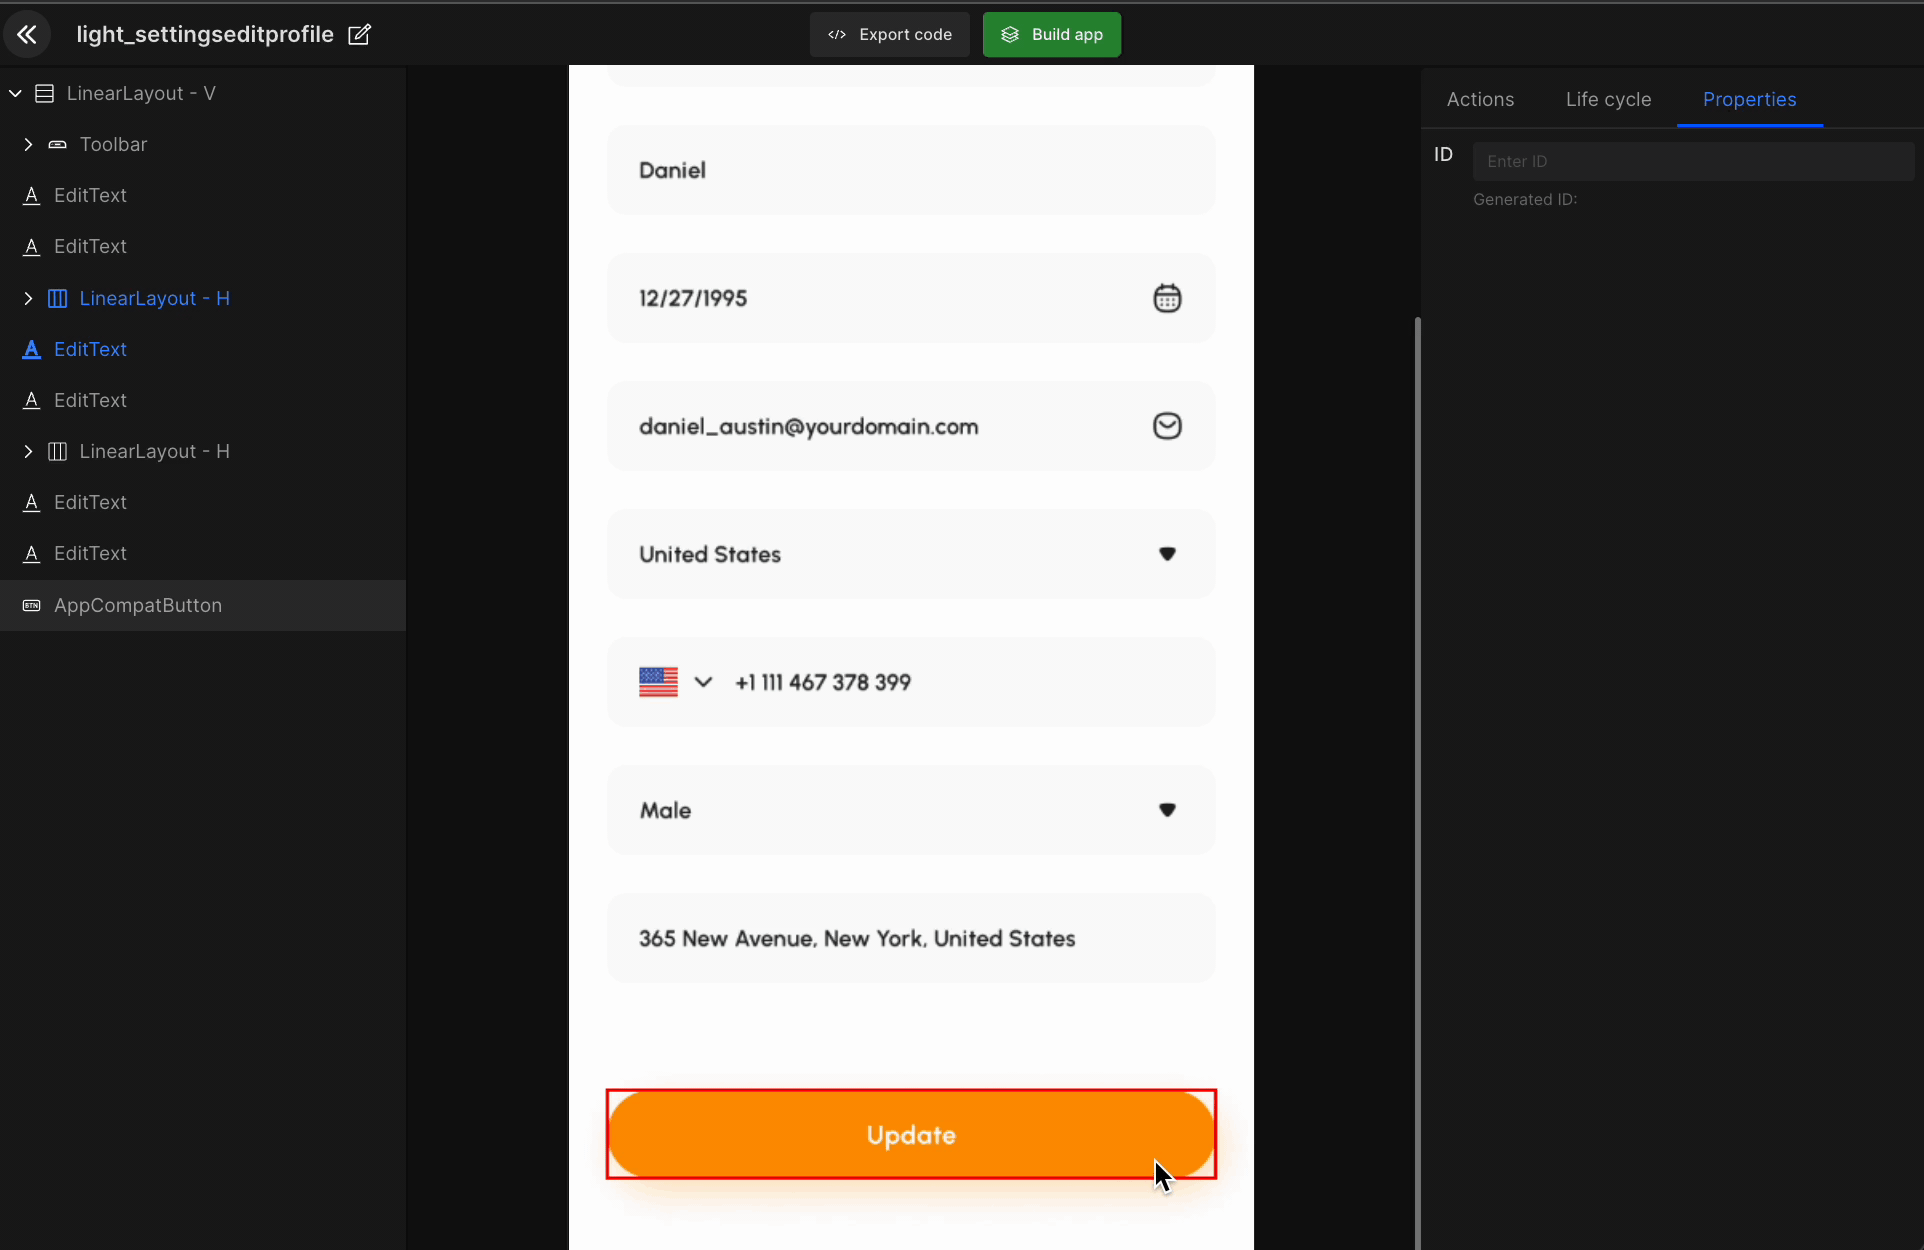 light_settingseditprofile
Export code
Build app
LinearLayout - V
Toolbar
EditText
EditText
LinearLayout - H
EditText
EditText
LinearLayout - H
EditText
EditText
BTN AppCompatButton
Daniel
12/27/1995
daniel_austin@yourdomain.com
United States
+1 111 467 378 399
Male
365 New Avenue, New York, United States
Update
Actions Life cycle Properties
ID Enter ID
Generated ID: